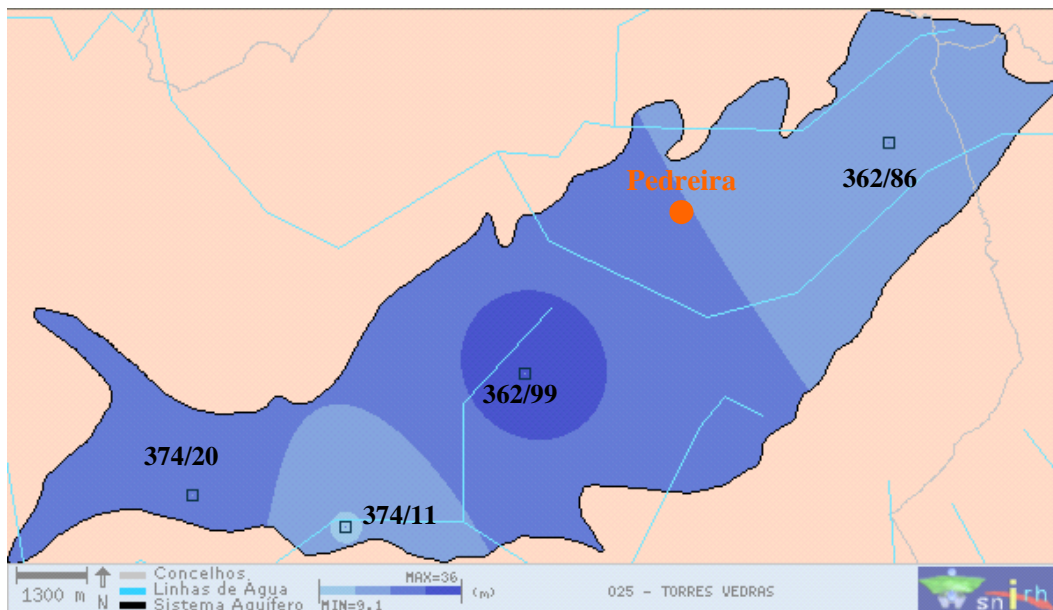 Pedreira
362/86
362/99
374/20
374/11
1300 m
N
Concelhos
Linhas de Água
Sistema Aquífero
MAX=36
MIN=9.1
(m)
025 - TORRES VEDRAS
snirh